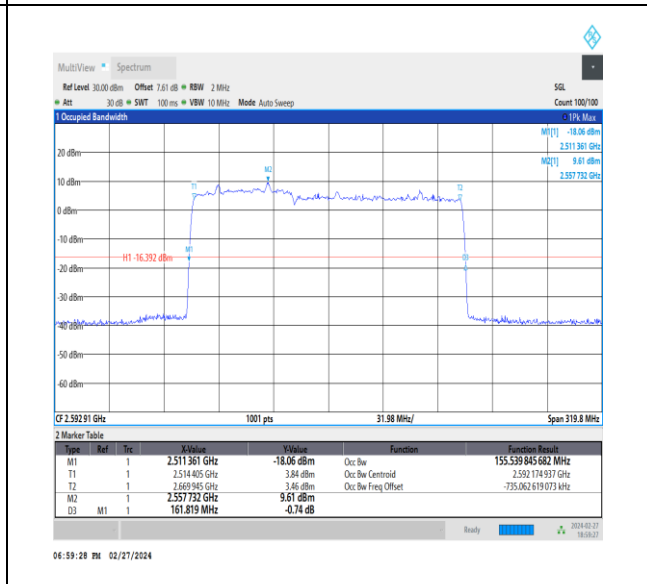 MultiView Spectrum
Ref Level 30.00 dBm Offset 7.61 dB RBW 2 MHz SGL
Att 30 dB SWT 100 ms VBW 10 MHz Mode Auto Sweep Count 100/100
1 Occupied Bandwidth 1Pk Max
M1[1] -18.06 dBm
2.511 361 GHz
20 dBm
M2[1] 9.61 dBm
2.557 732 GHz
M2
10 dBm
T1
T2
0 dBm
-10 dBm
M1
H1 -16.392 dBm
D3
-20 dBm
-30 dBm
-40 dBm
-50 dBm
-60 dBm
CF 2.592 91 GHz 1001 pts 31.98 MHz/ Span 319.8 MHz
2 Marker Table
Type Ref Trc X-Value Y-Value Function Function Result
M1 1 2.511 361 GHz -18.06 dBm Occ Bw 155.539 845 682 MHz
T1 1 2.514 405 GHz 3.84 dBm Occ Bw Centroid 2.592 174 937 GHz
T2 1 2.669 945 GHz 3.46 dBm Occ Bw Freq Offset -735.062 619 073 kHz
M2 1 2.557 732 GHz 9.61 dBm
D3 M1 1 161.819 MHz -0.74 dB
Ready 2024-02-27
18:59:27
06:59:28 PM 02/27/2024